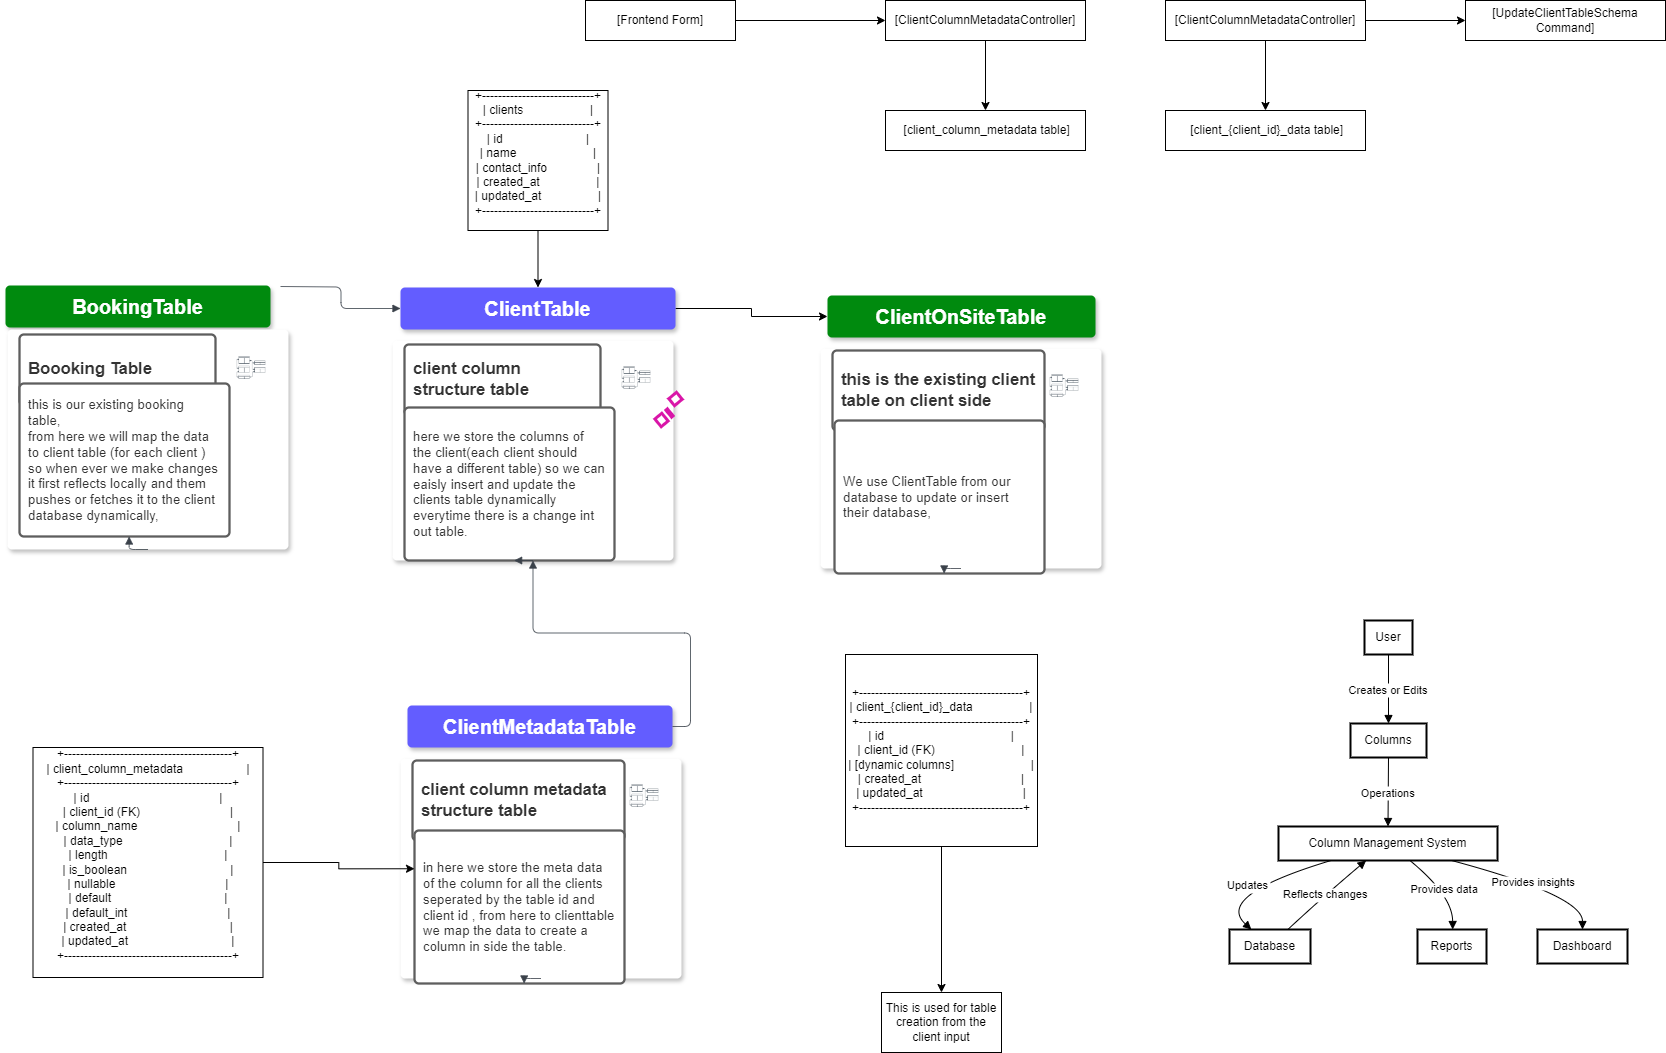 [Frontend Form]
[ClientColumnMetadataController]
[client_column_metadata table]
[ClientColumnMetadataController]
[UpdateClientTableSchema
Command]
[client_{client_id}_data table]
+----------------------------+
| clients |
+----------------------------+
| id |
| name |
| contact_info |
| created_at |
| updated_at |
+----------------------------+
BookingTable
Boooking Table
this is our existing booking
table,
from here we will map the data
to client table (for each client )
so when ever we make changes
it first reflects locally and them
pushes or fetches it to the client
database dynamically,
ClientTable
client column
structure table
here we store the columns of
the client(each client should
have a different table) so we can
eaisly insert and update the
clients table dynamically
everytime there is a change int
out table.
ClientOnSiteTable
this is the existing client
table on client side
We use ClientTable from our
database to update or insert
their database,
+------------------------------------------+
| client_column_metadata |
+------------------------------------------+
| id |
| client_id (FK) |
| column_name |
| data_type |
| length |
| is_boolean |
| nullable |
| default |
| default_int |
| created_at |
| updated_at |
+------------------------------------------+
ClientMetadataTable
client column metadata
structure table
in here we store the meta data
of the column for all the clients
seperated by the table id and
client id , from here to clienttable
we map the data to create a
column in side the table.
+-----------------------------------------+
| client_{client_id}_data |
+-----------------------------------------+
| id |
| client_id (FK) |
| [dynamic columns] |
| created_at |
| updated_at |
+-----------------------------------------+
This is used for table
creation from the
client input
User
Creates or Edits
Columns
Operations
Column Management System
Updates
Reflects changes
Provides data
Provides insights
Database
Reports
Dashboard